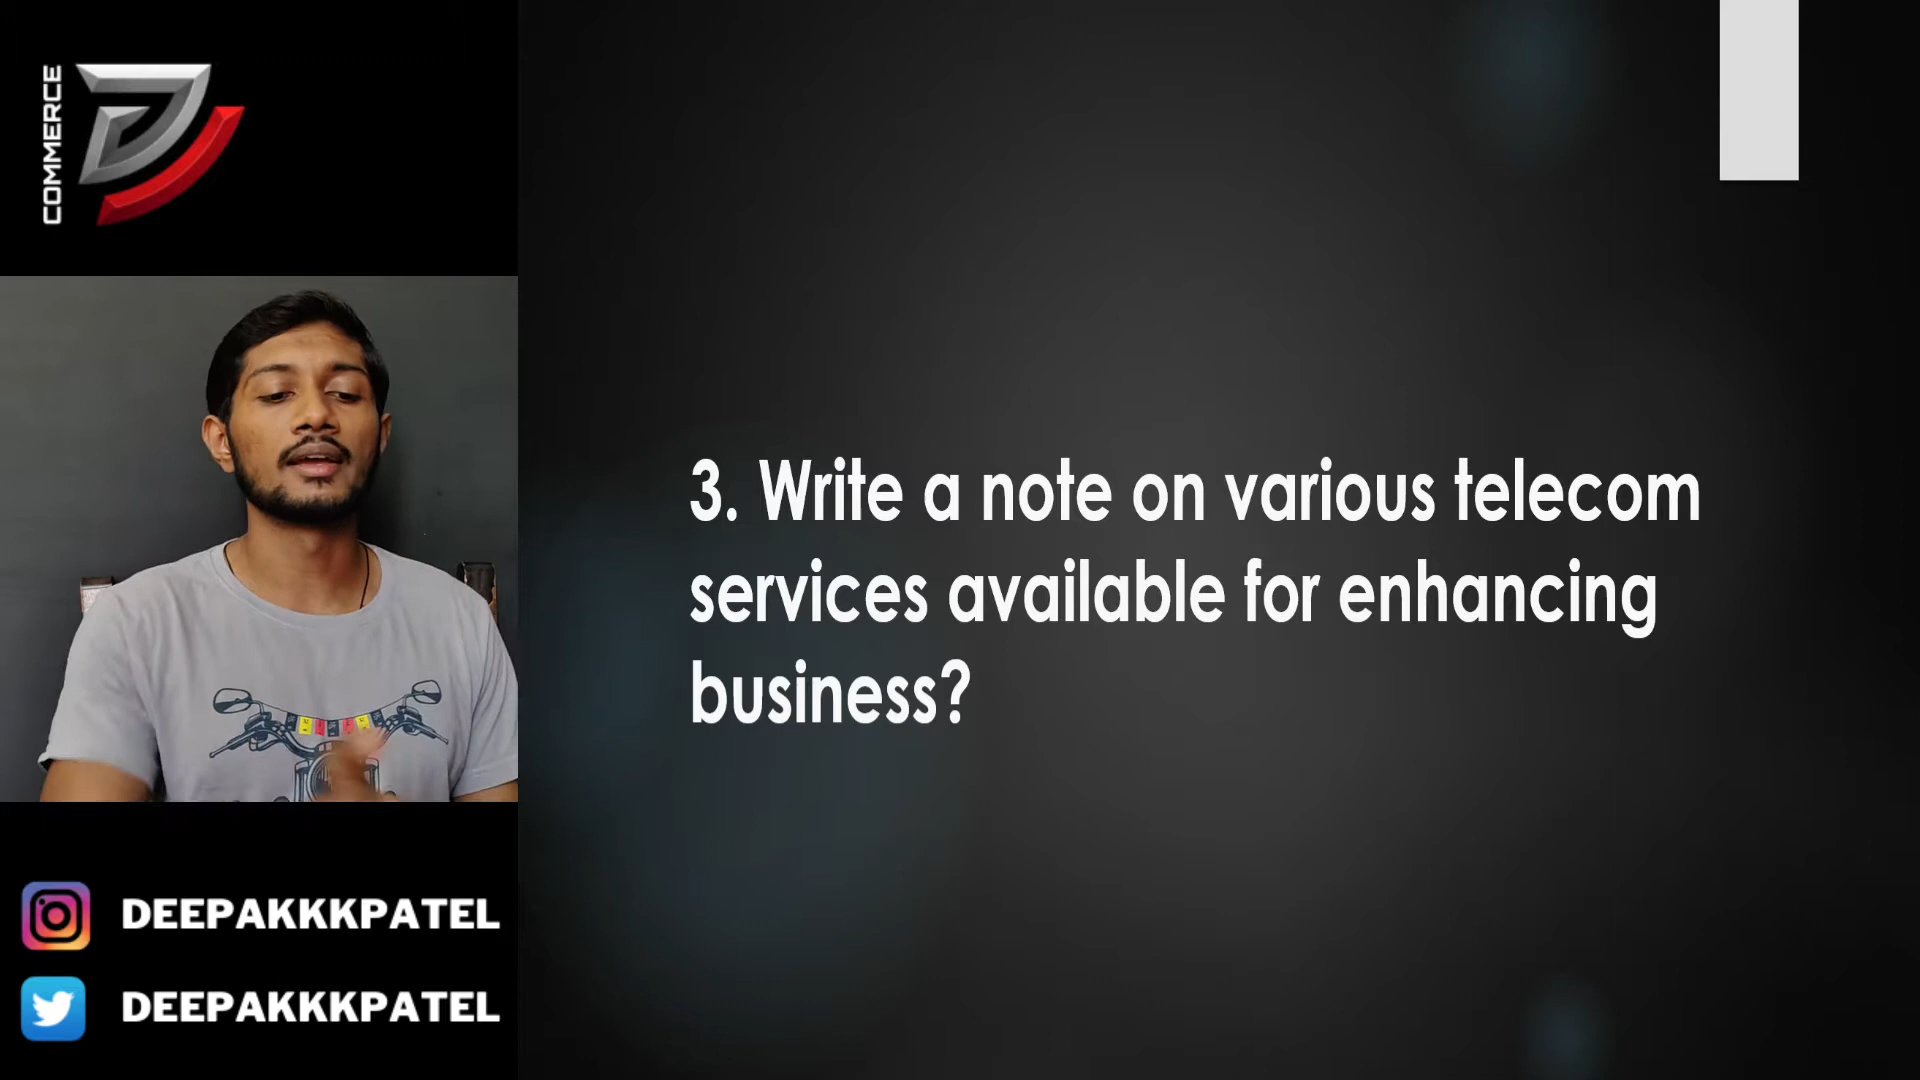 COMMERCE
3. Write a note on various telecom
services available for enhancing
business?
DEEPAKKKPATEL
DEEPAKKKPATEL